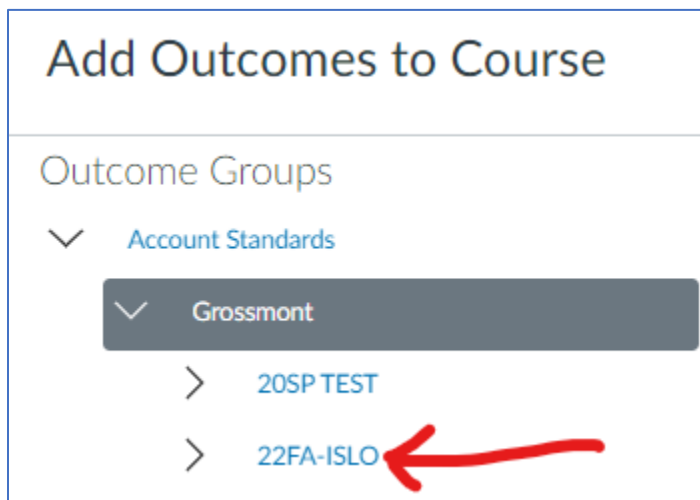 Add Outcomes to Course
Outcome Groups
Account Standards
Grossmont
20SP TEST
22FA-ISLO